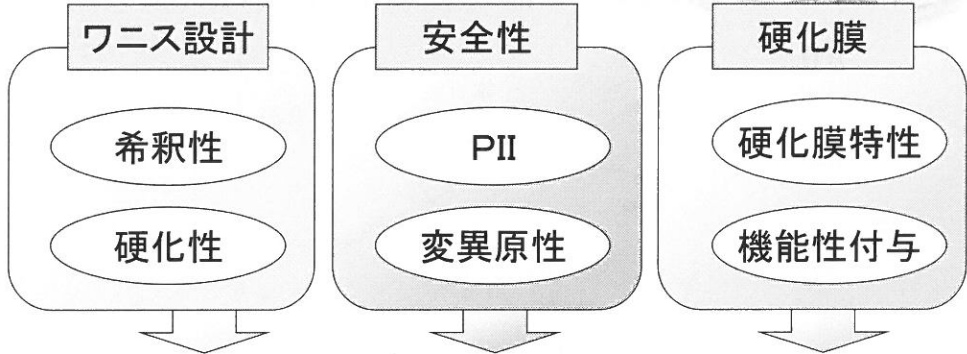 ワニス設計
希釈性
硬化性
安全性
PII
変異原性
硬化膜
硬化膜特性
機能性付与